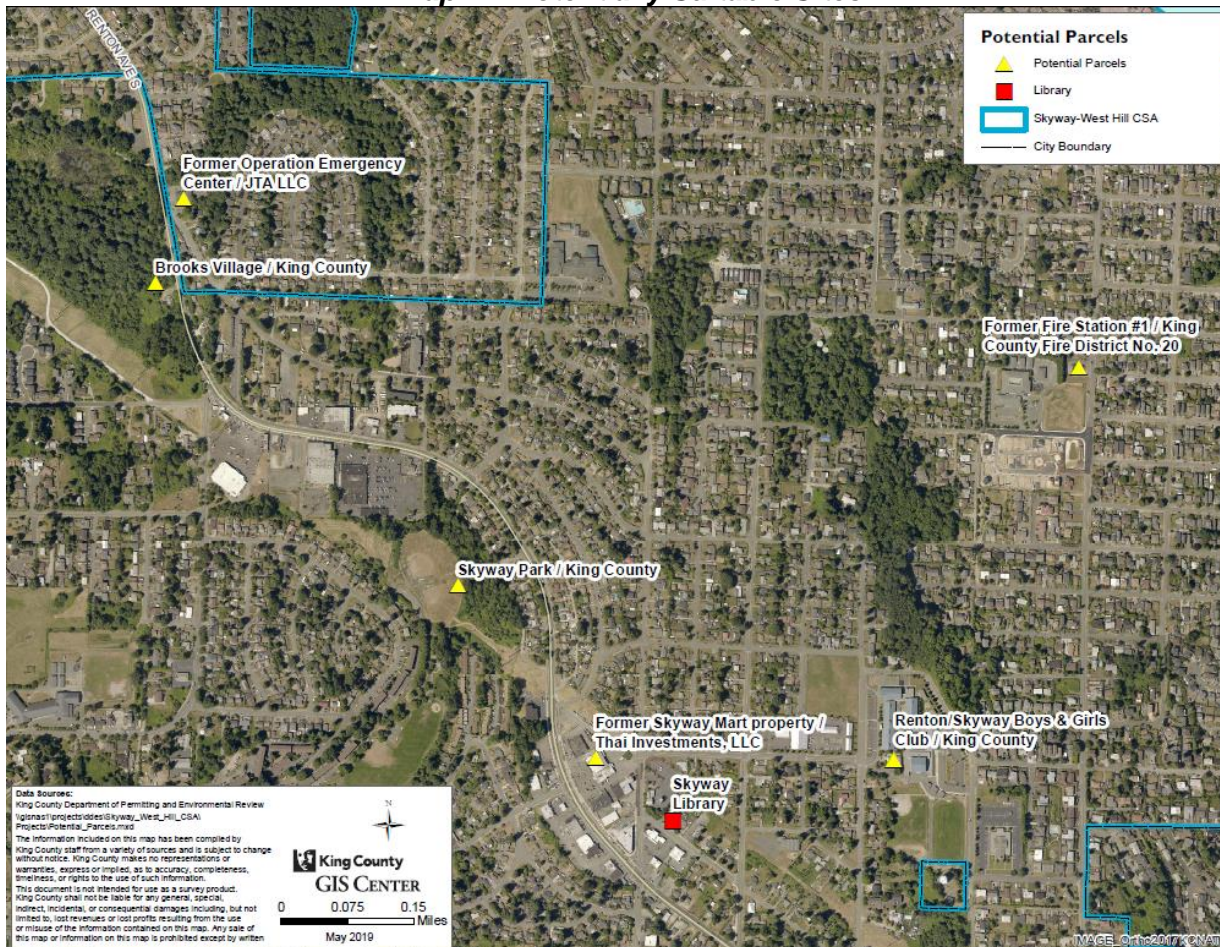 RENTON AVE S
Potential Parcels
Potential Parcels
Library
Skyway-West Hill CSA
City Boundary
Former Operation Emergency
Center / JTA LLC
Brooks Village / King County
Former Fire Station #1 / King
County Fire District No. 20
Skyway Park / King County
Former Skyway Mart property /
Thai Investments, LLC
Renton/Skyway Boys & Girls
Club / King County
Skyway
Library
Data Sources:
King County Department of Permitting and Environmental Review
\\gisnas1\projects\ddes\Skyway_West_Hill_CSA\
Projects\Potential_Parcels.mxd
The information included on this map has been compiled by
King County staff from a variety of sources and is subject to change
without notice. King County makes no representations or
warranties, express or implied, as to accuracy, completeness,
timeliness, or rights to the use of such information.
This document is not intended for use as a survey product.
King County shall not be liable for any general, special,
indirect, incidental, or consequential damages including, but not
limited to, lost revenues or lost profits resulting from the use
or misuse of the information contained on this map. Any sale of
this map or information on this map is prohibited except by written
N
King County
GIS CENTER
0 0.075 0.15
Miles
May 2019